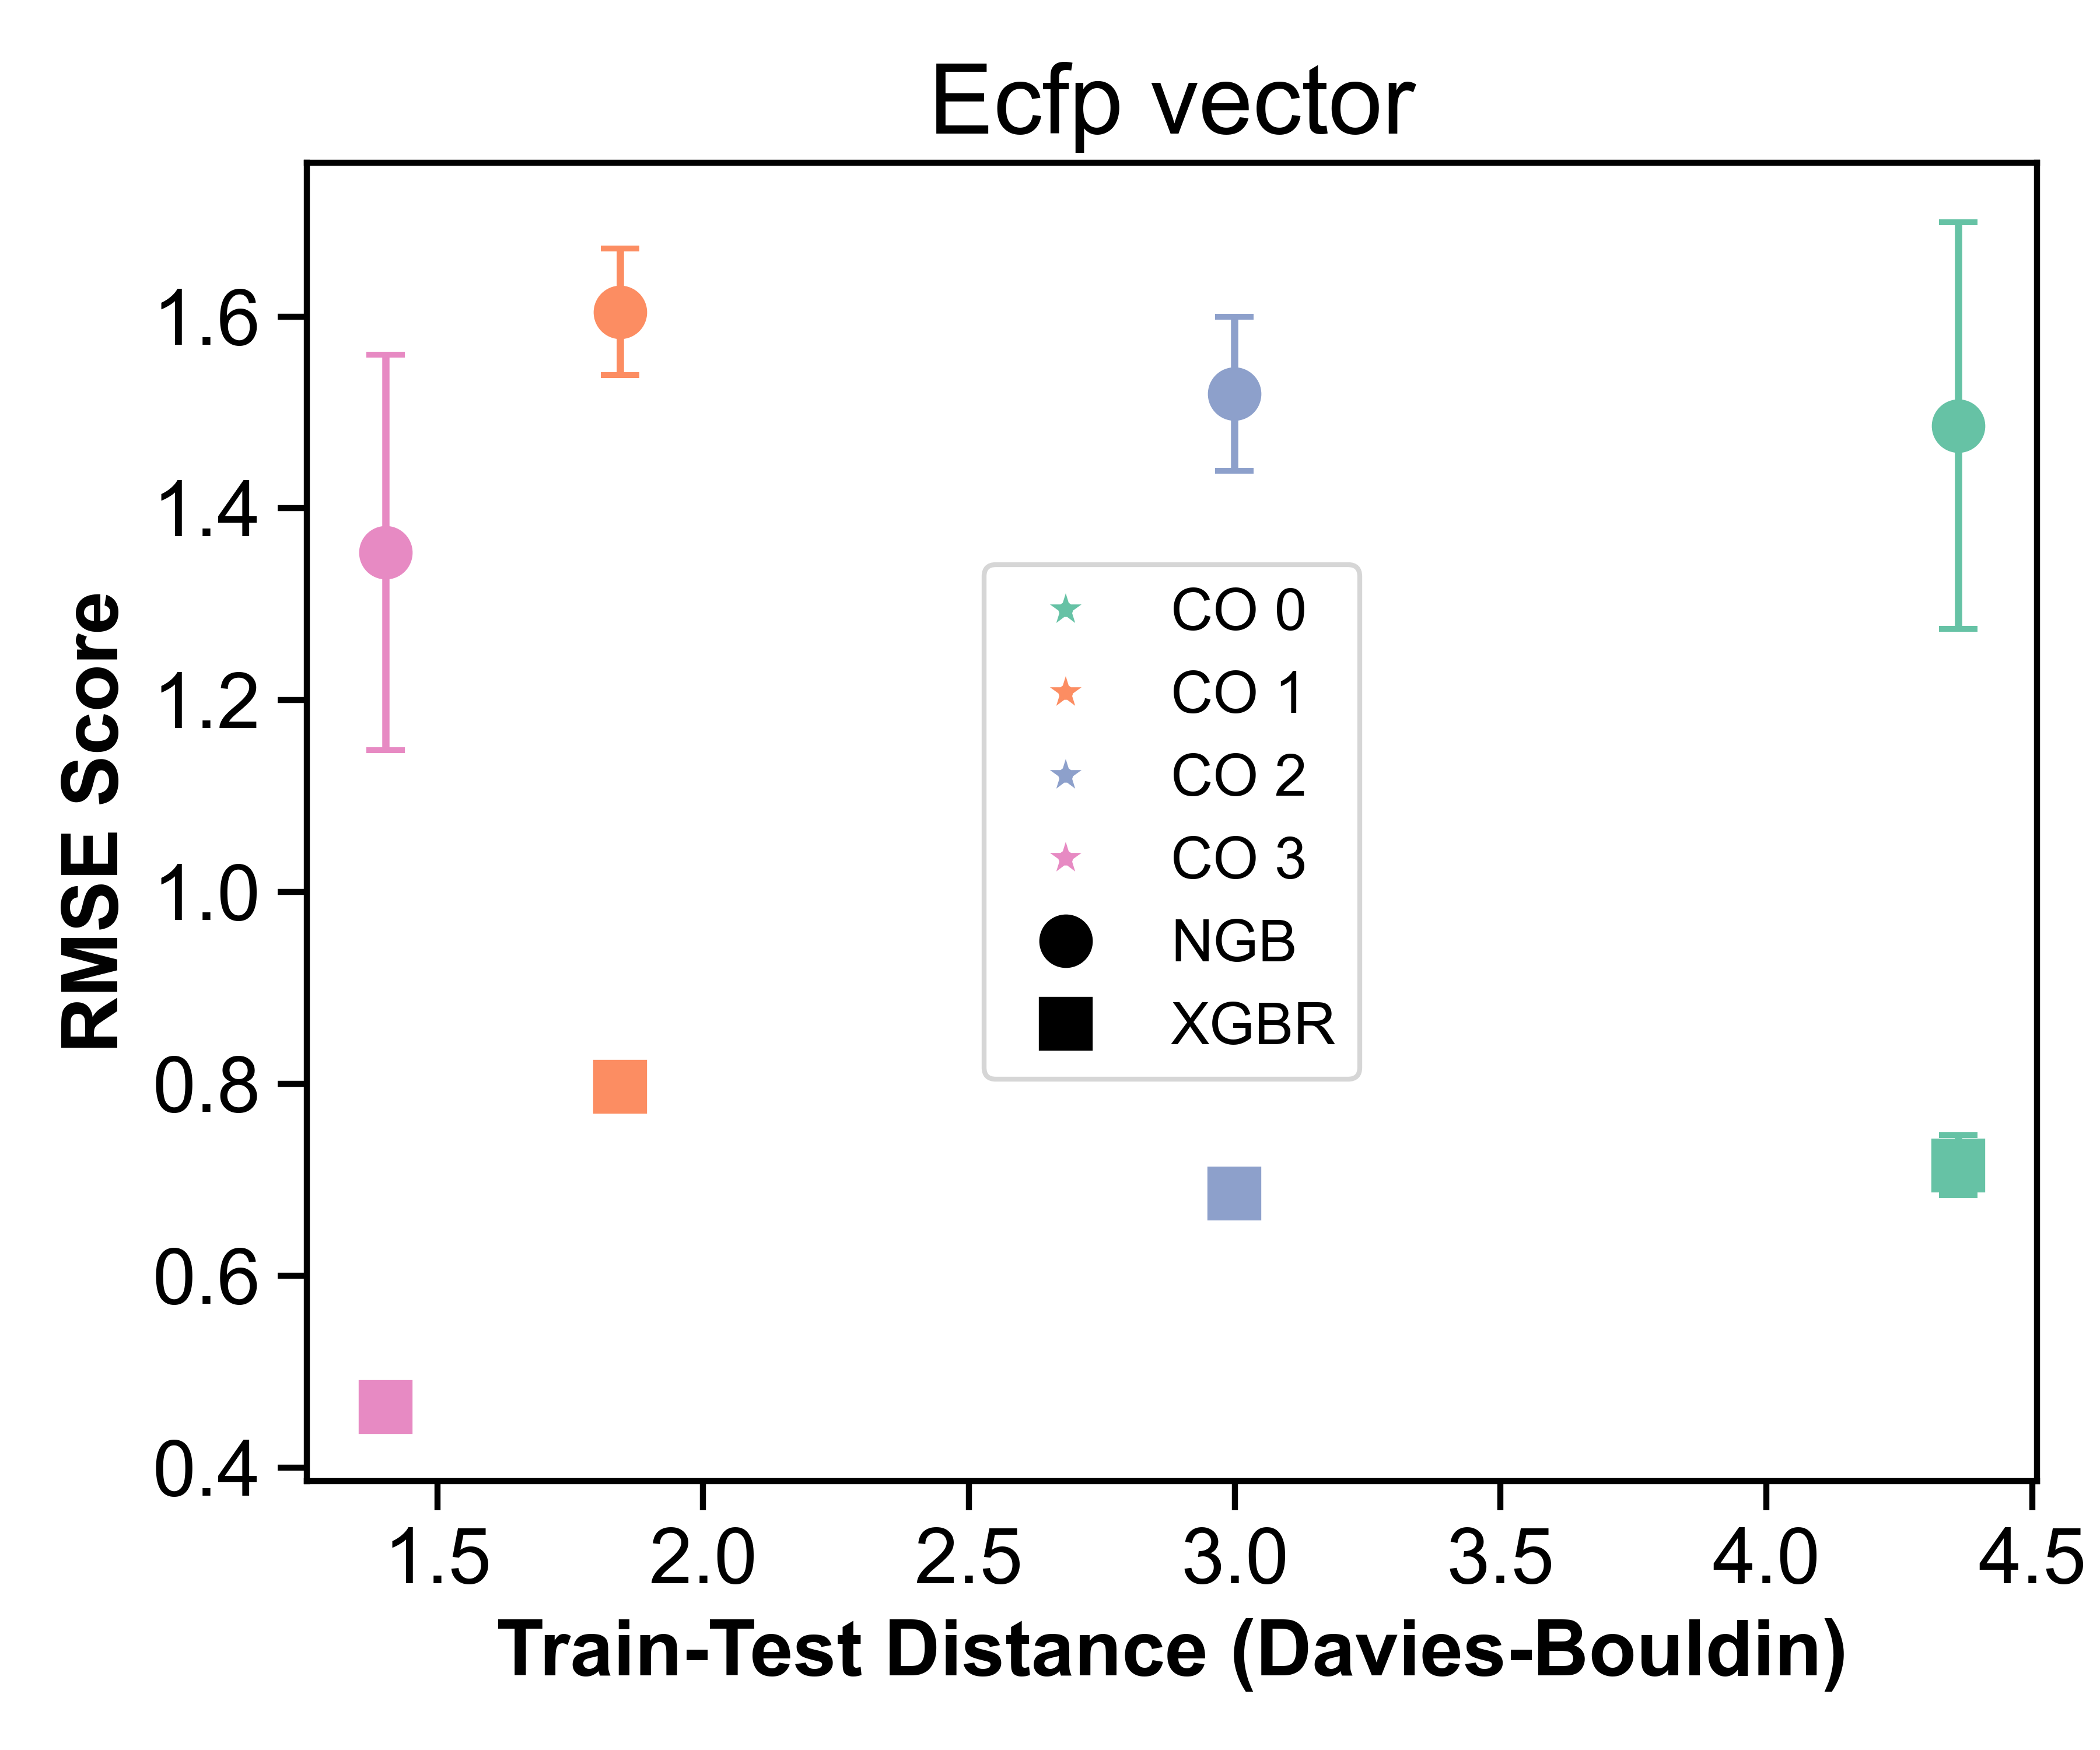 Ecfp vector
RMSE Score
1.6
1.4
1.2
1.0
0.8
0.6
0.4
CO 0
CO 1
CO 2
CO 3
NGB
XGBR
1.5 2.0 2.5 3.0 3.5 4.0 4.5
Train-Test Distance (Davies-Bouldin)